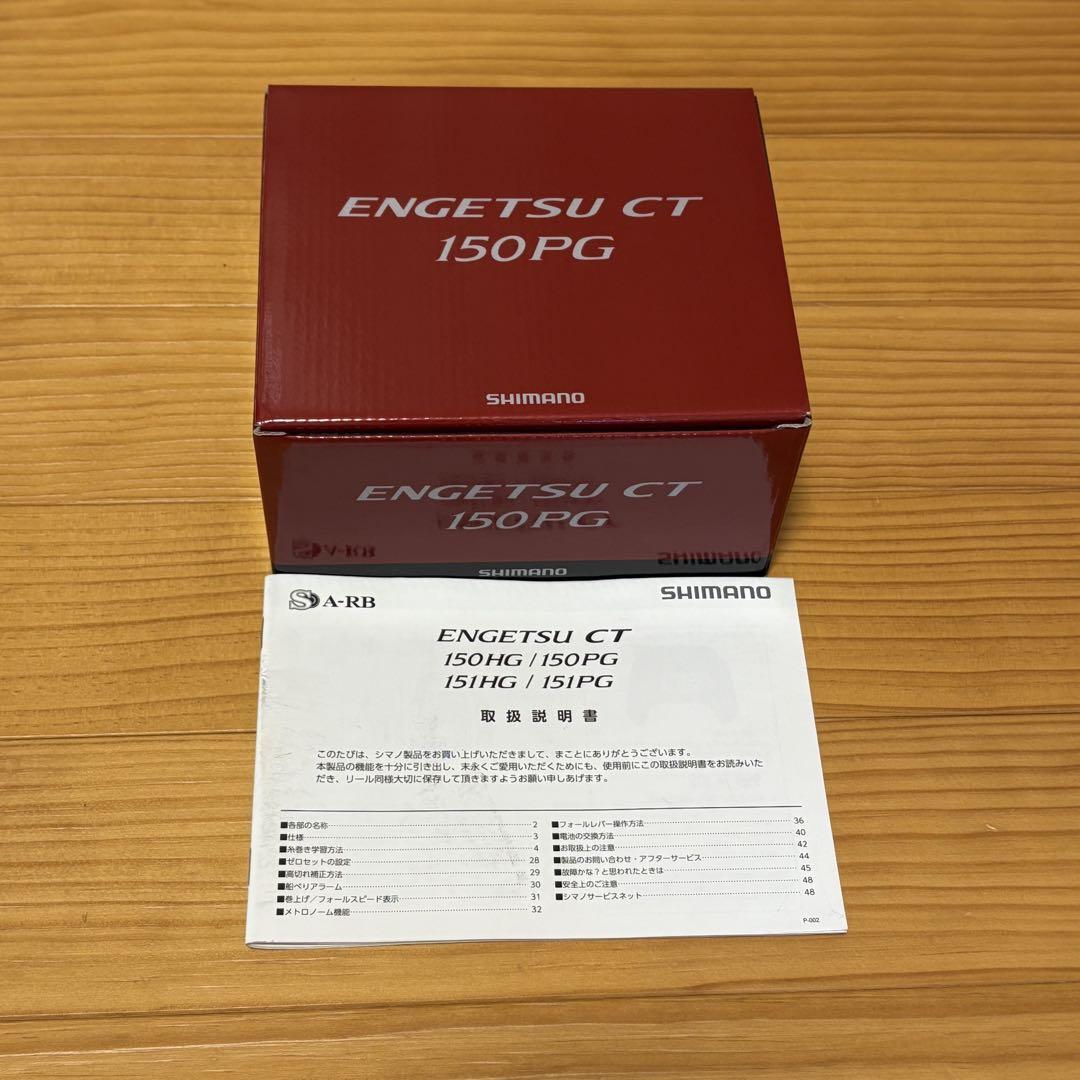 ENGETSU CT
150PG
SHIMANO
ENGETSU CT
150PG
A-RB
SHIMANO
SHIMANO
A-RB
SHIMANO
ENGETSU CT
150HG / 150PG
151HG / 151PG
取扱説明書
このたびは、シマノ製品をお買い上げいただきまして、まことにありがとうございます。
本製品の機能を十分に引き出し、末永くご愛用いただくためにも、使用前にこの取扱説明書をお読みいた
だき、リール同様大切に保存して頂きますようお願い申しあげます。
■各部の名称 2
■仕様 3
■糸巻き学習方法 4
■ゼロセットの設定 28
■高切れ補正方法 29
■船べリアラーム 30
■巻上げ／フォールスピード表示 31
■メトロノーム機能 32
■フォールレバー操作方法 36
■電池の交換方法 40
■お取扱上の注意 42
■製品のお問い合わせ・アフターサービス 44
■故障かな？と思われたときは 45
■安全上のご注意 48
■シマノサービスネット 48
P-002